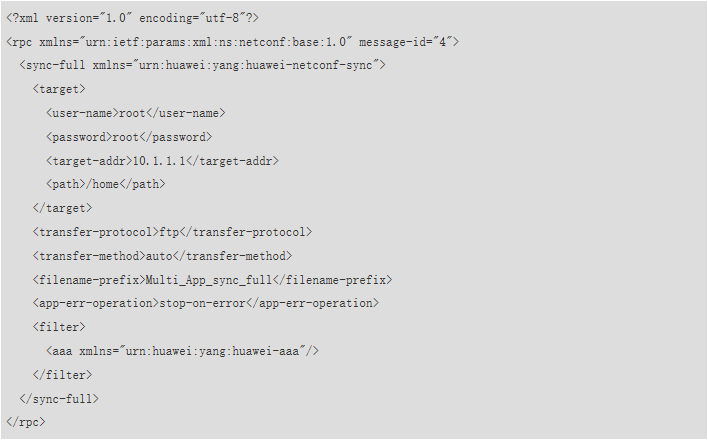 <?xml version="1.0" encoding="utf-8"?>
<rpc xmlns="urn:ietf:params:xml:ns:netconf:base:1.0" message-id="4">
<sync-full xmlns="urn:huawei:yang:huawei-netconf-sync">
<target>
<user-name>root</user-name>
<password>root</password>
<target-addr>10.1.1.1</target-addr>
<path>/home</path>
</target>
<transfer-protocol>ftp</transfer-protocol>
<transfer-method>auto</transfer-method>
<filename-prefix>Multi_App_sync_full</filename-prefix>
<app-err-operation>stop-on-error</app-err-operation>
<filter>
<aaa xmlns="urn:huawei:yang:huawei-aaa"/>
</filter>
</sync-full>
</rpc>